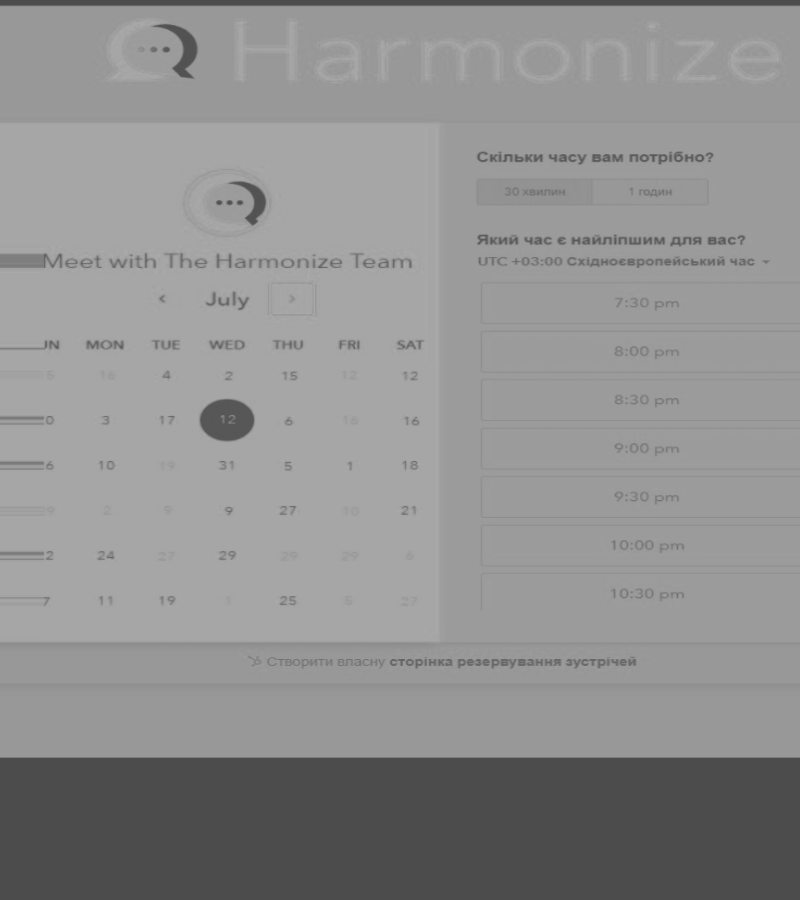 Harmonize
Meet with The Harmonize Team
July
UN MON TUE WED THU FRI SAT
5 16 4 2 15 12 12
0 3 17 12 6 16 16
6 10 19 31 5 1 18
9 2 9 9 27 10 21
2 24 27 29 29 29 6
7 11 19 1 25 5 27
Скільки часу вам потрібно?
30 хвилин 1 годин
Який час є найліпшим для вас?
UTC +03:00 Східноєвропейський час
7:30 pm
8:00 pm
8:30 pm
9:00 pm
9:30 pm
10:00 pm
10:30 pm
Створити власну сторінка резервування зустрічей